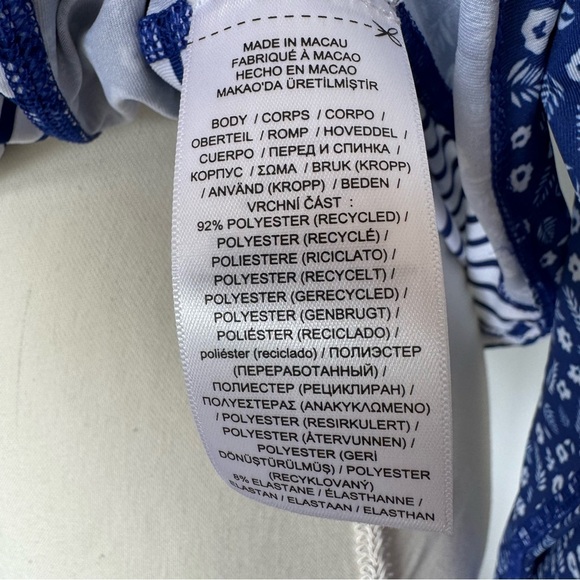 MADE IN MACAU
FABRIQUÉ À MACAO
HECHO EN MACAO
MAKAO'DA ÜRETİLMİŞTİR
BODY / CORPS / CORPO /
OBERTEIL / ROMP / HOVEDDEL /
CUERPO / ПЕРЕД И СПИНКА /
КОРПУС / ΣΩΜΑ / BRUK (KROPP)
/ ANVÄND (KROPP) / BEDEN /
VRCHNÍ ČÁST :
92% POLYESTER (RECYCLED) /
POLYESTER (RECYCLÉ) /
POLIESTERE (RICICLATO) /
POLYESTER (RECYCELT) /
POLYESTER (GERECYCLED) /
POLYESTER (GENBRUGT) /
POLIÉSTER (RECICLADO) /
poliéster (reciclado) / ПОЛИЭСТЕР
(ПЕРЕРАБОТАННЫЙ) /
ПОЛИЕСТЕР (РЕЦИКЛИРАН) /
ΠΟΛΥΕΣΤΕΡΑΣ (ΑΝΑΚΥΚΛΩΜΕΝΟ)
/ POLYESTER (RESIRKULERT) /
POLYESTER (ÅTERVUNNEN) /
POLYESTER (GERİ
DÖNÜŞTÜRÜLMÜŞ) / POLYESTER
(RECYKLOVANÝ)
8% ELASTANE / ÉLASTHANNE /
ELASTAN / ELASTAAN / ELASTHAN